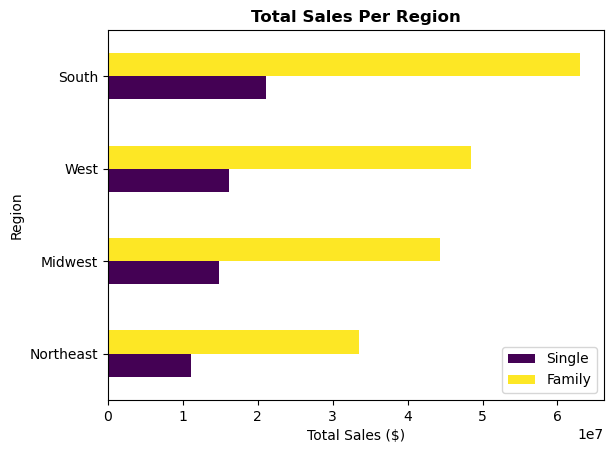 Total Sales Per Region
Region
South
West
Midwest
Northeast
Single
Family
0 1 2 3 4 5 6
1e7
Total Sales ($)